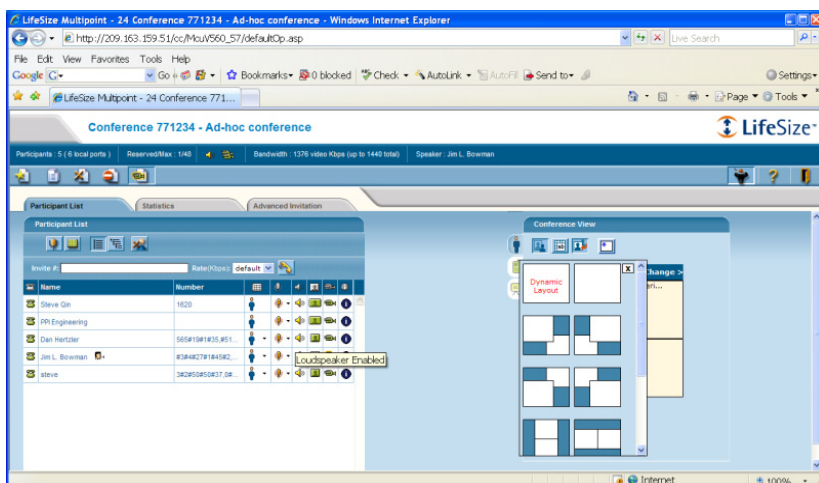 LifeSize Multipoint - 24 Conference 771234 - Ad-hoc conference - Windows Internet Explorer
http://209.163.159.51/cc/McuV560_57/defaultOp.asp
Live Search
File Edit View Favorites Tools Help
Google G Go Bookmarks 0 blocked Check AutoLink AutoFill Send to Settings
LifeSize Multipoint - 24 Conference 771... Page Tools
Conference 771234 - Ad-hoc conference
LifeSize
Participants : 5 ( 6 local ports ) Reserved/Max : 1/48 Bandwidth : 1376 video Kbps (up to 1440 total) Speaker : Jim L. Bowman
Participant List Statistics Advanced Invitation
Participant List
Conference View
Invite #: Rate(Kbps): default
Change >
Name Number
Dynamic Layout
Steve Qin 1620
PPI Engineering
Dan Hertzler
Jim L. Bowman
Loudspeaker Enabled
steve
Internet 100%